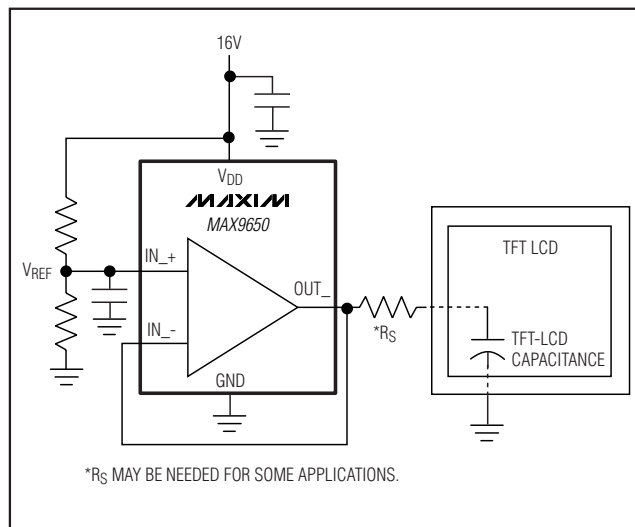 16V
VDD
MAXIM
MAX9650
TFT LCD
VREF
IN_+
OUT_
IN_-
*RS
TFT-LCD
CAPACITANCE
GND
*RS MAY BE NEEDED FOR SOME APPLICATIONS.